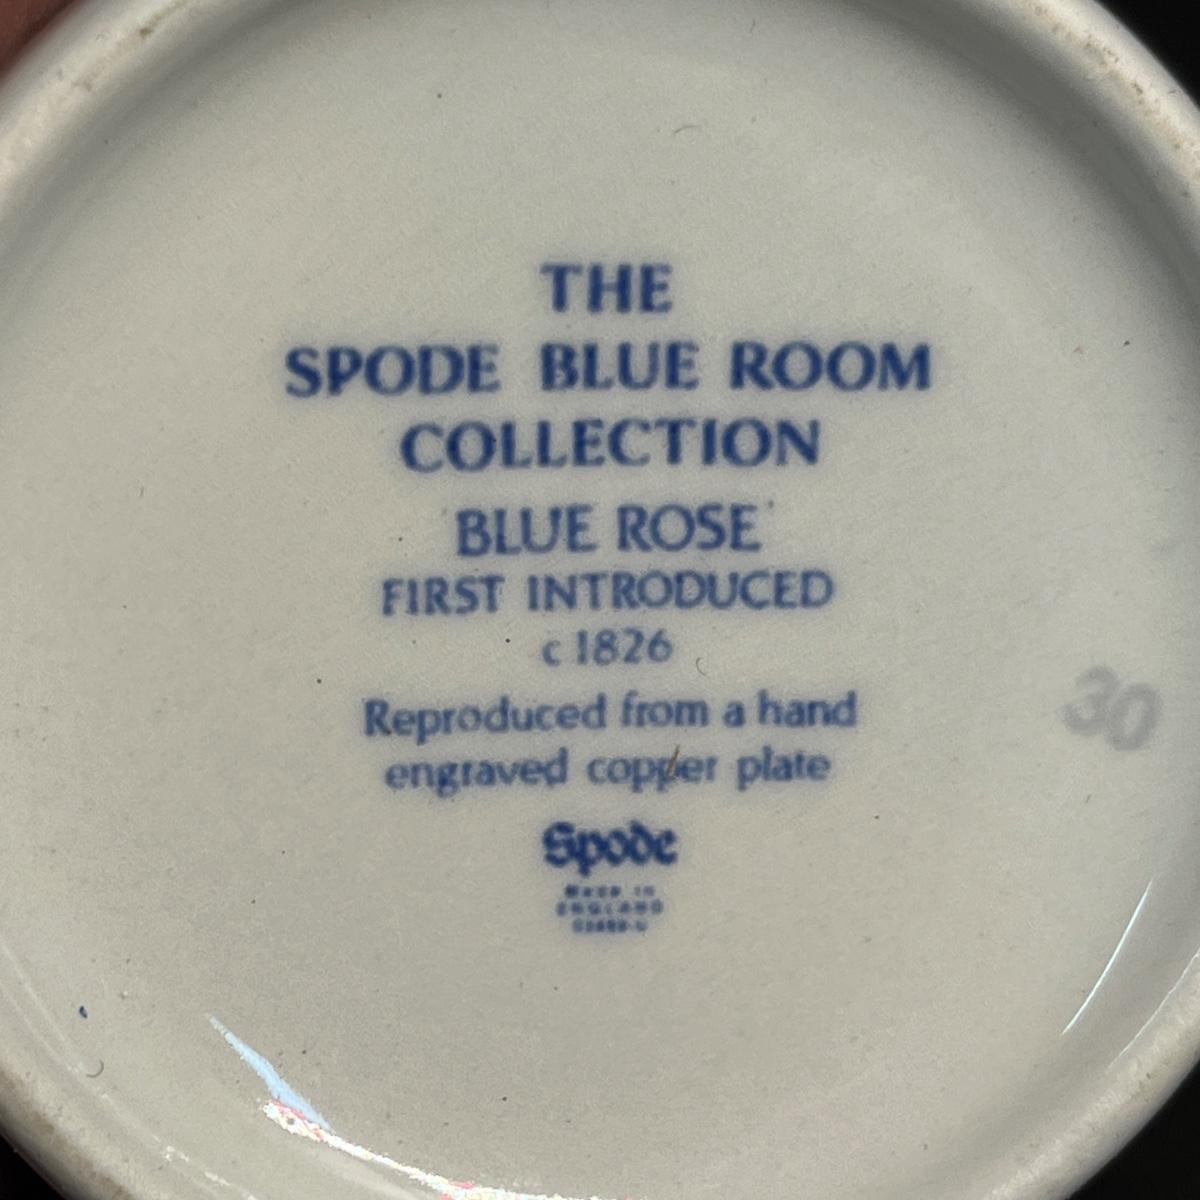 THE
SPODE BLUE ROOM
COLLECTION
'BLUE ROSE'
FIRST INTRODUCED
c 1826
Reproduced from a hand
engraved copper plate
Spode
Made in
ENGLAND
30